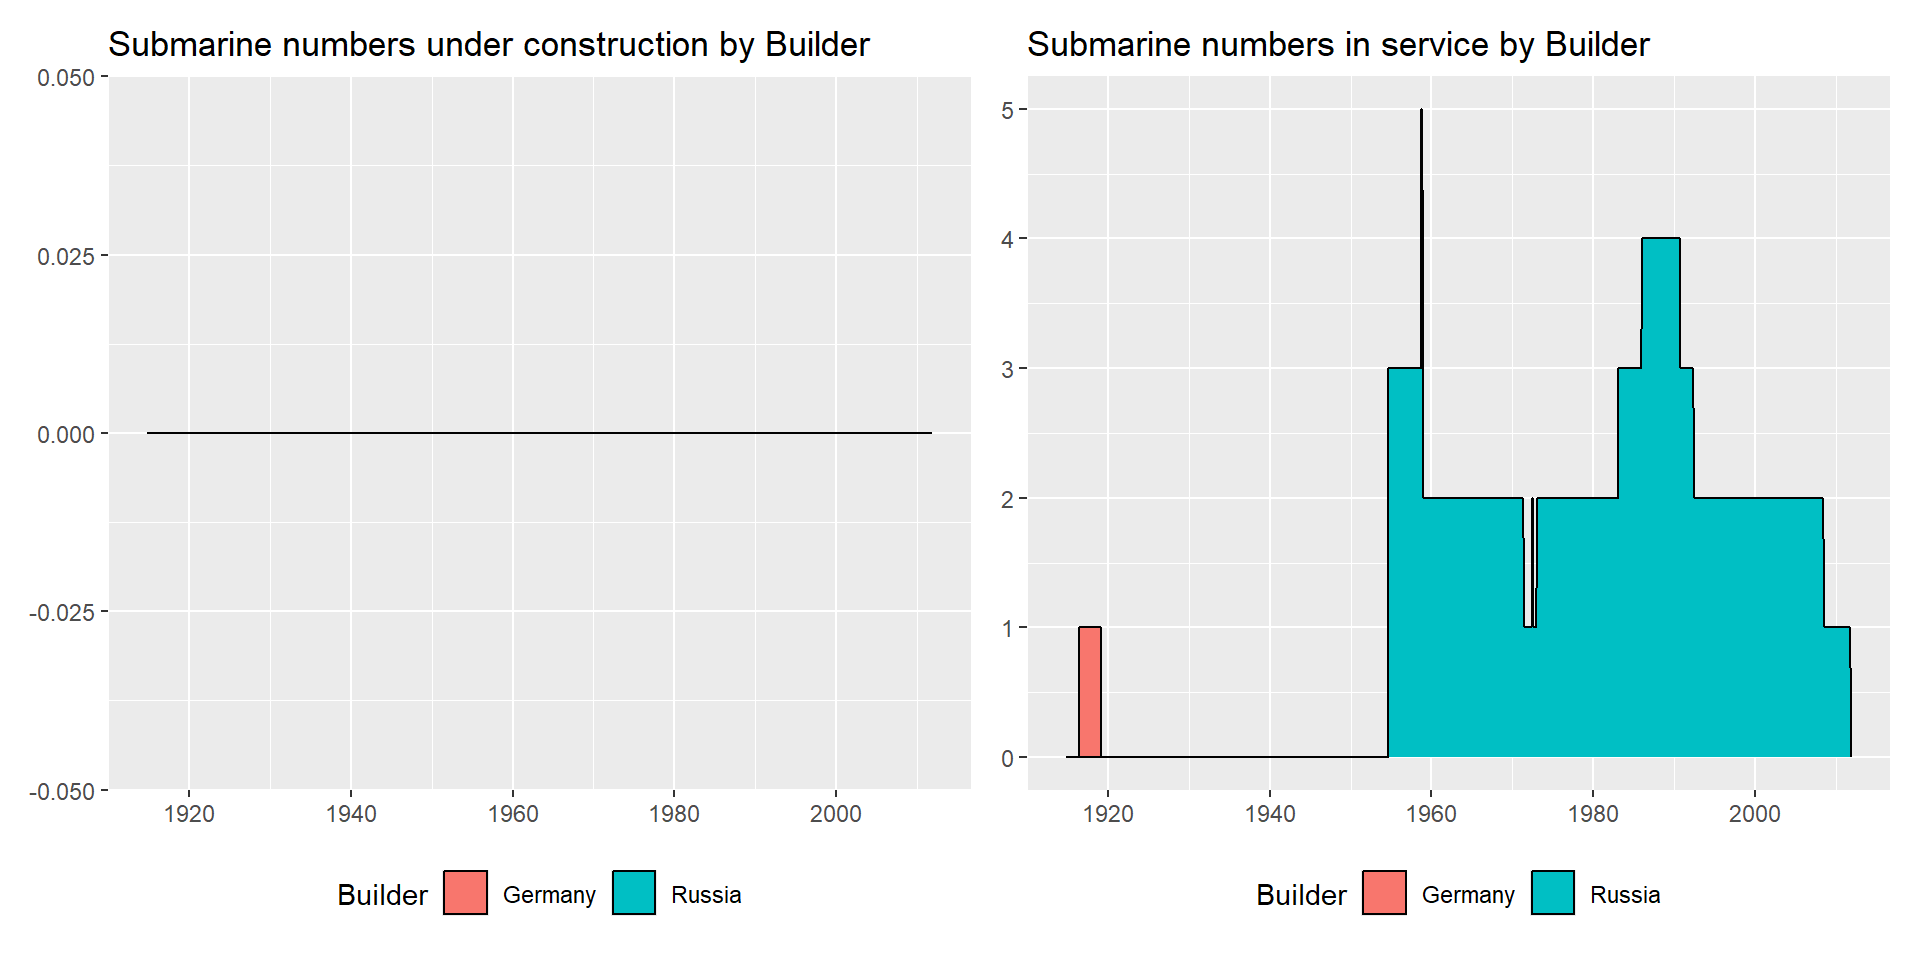 Submarine numbers under construction by Builder
0.050
0.025
0.000
-0.025
-0.050
1920 1940 1960 1980 2000
Builder Germany Russia
Submarine numbers in service by Builder
5
4
3
2
1
0
1920 1940 1960 1980 2000
Builder Germany Russia